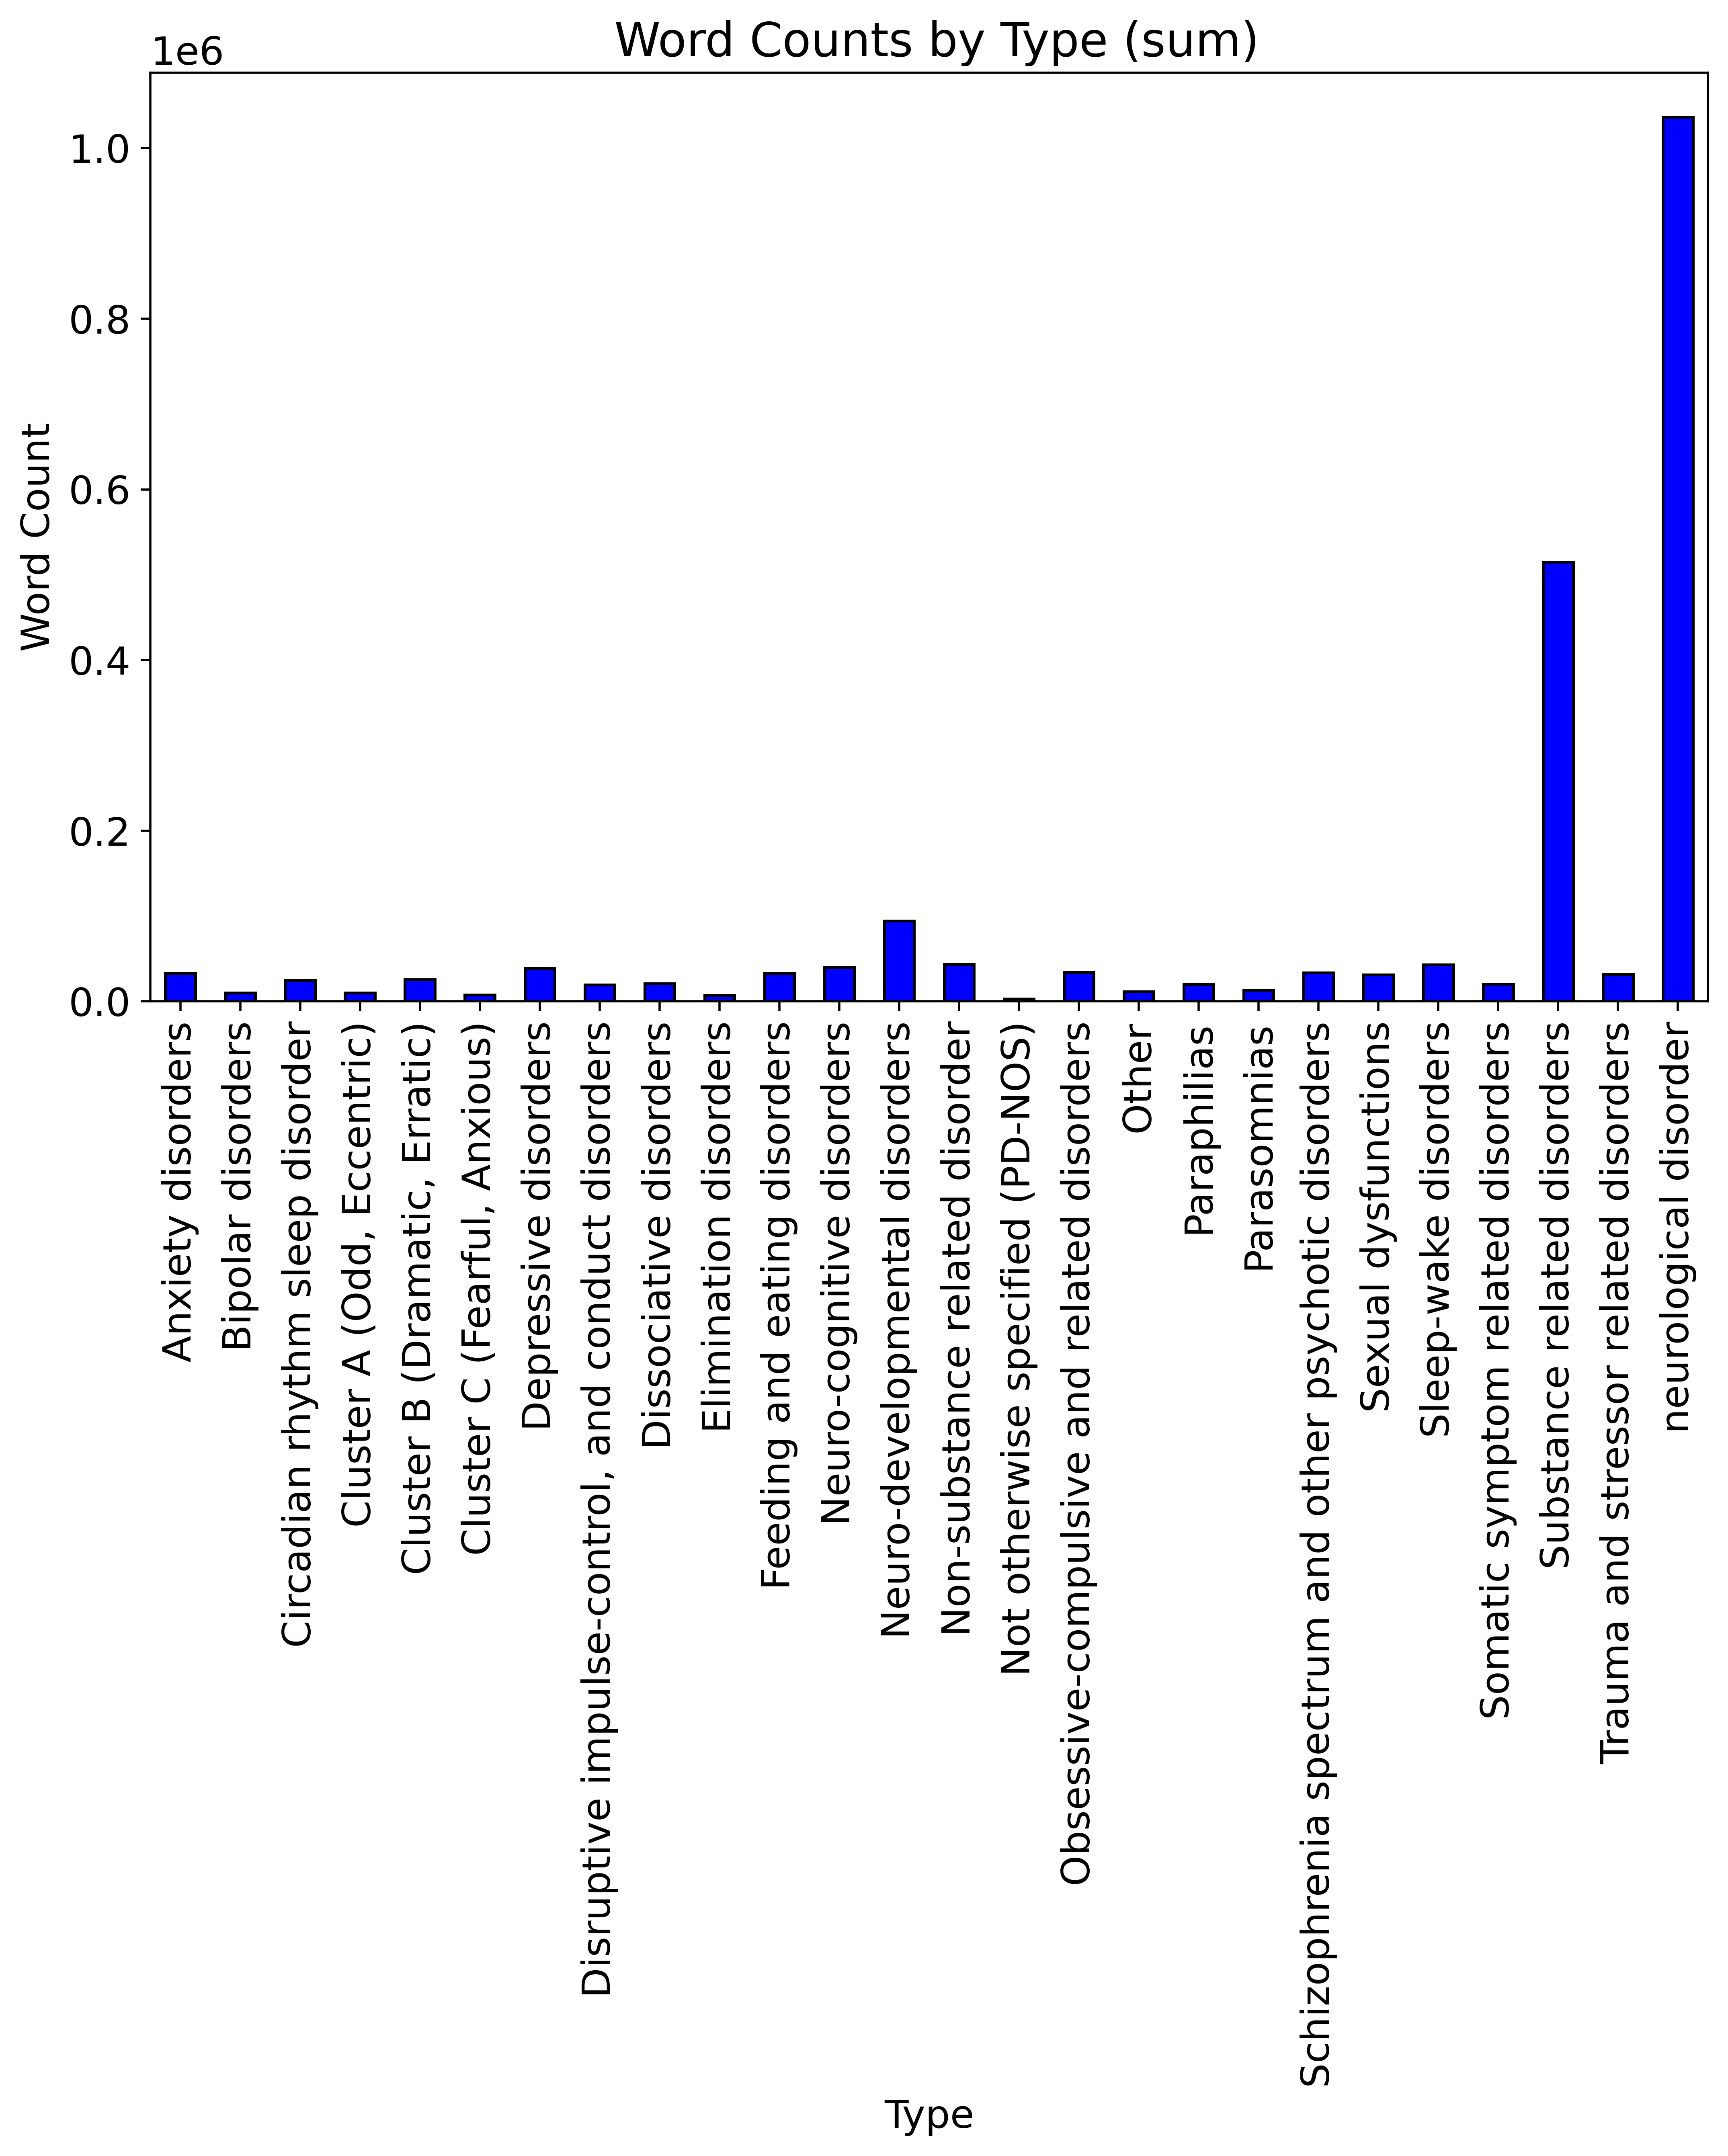 Word Counts by Type (sum)
1e6
1.0
0.8
0.6
0.4
0.2
0.0
Word Count
Anxiety disorders
Bipolar disorders
Circadian rhythm sleep disorder
Cluster A (Odd, Eccentric)
Cluster B (Dramatic, Erratic)
Cluster C (Fearful, Anxious)
Depressive disorders
Disruptive impulse-control, and conduct disorders
Dissociative disorders
Elimination disorders
Feeding and eating disorders
Neuro-cognitive disorders
Neuro-developmental disorders
Non-substance related disorder
Not otherwise specified (PD-NOS)
Obsessive-compulsive and related disorders
Other
Paraphilias
Parasomnias
Schizophrenia spectrum and other psychotic disorders
Sexual dysfunctions
Sleep-wake disorders
Somatic symptom related disorders
Substance related disorders
Trauma and stressor related disorders
neurological disorder
Type